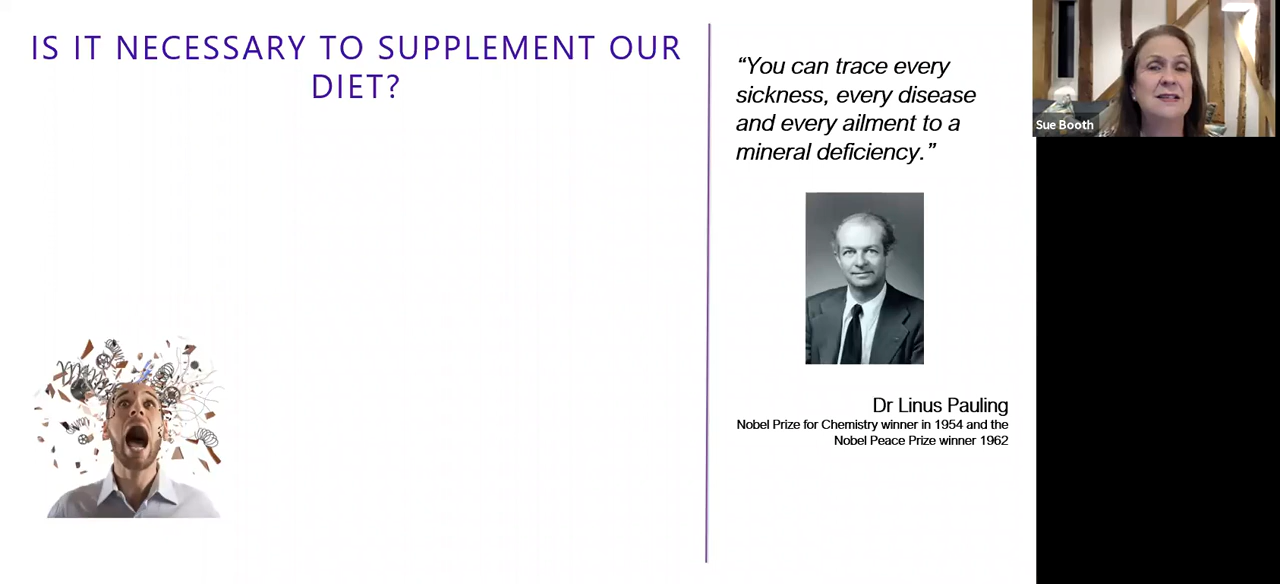 IS IT NECESSARY TO SUPPLEMENT OUR
DIET?
“You can trace every
sickness, every disease
and every ailment to a
mineral deficiency.”
Dr Linus Pauling
Nobel Prize for Chemistry winner in 1954 and the
Nobel Peace Prize winner 1962
Sue Booth